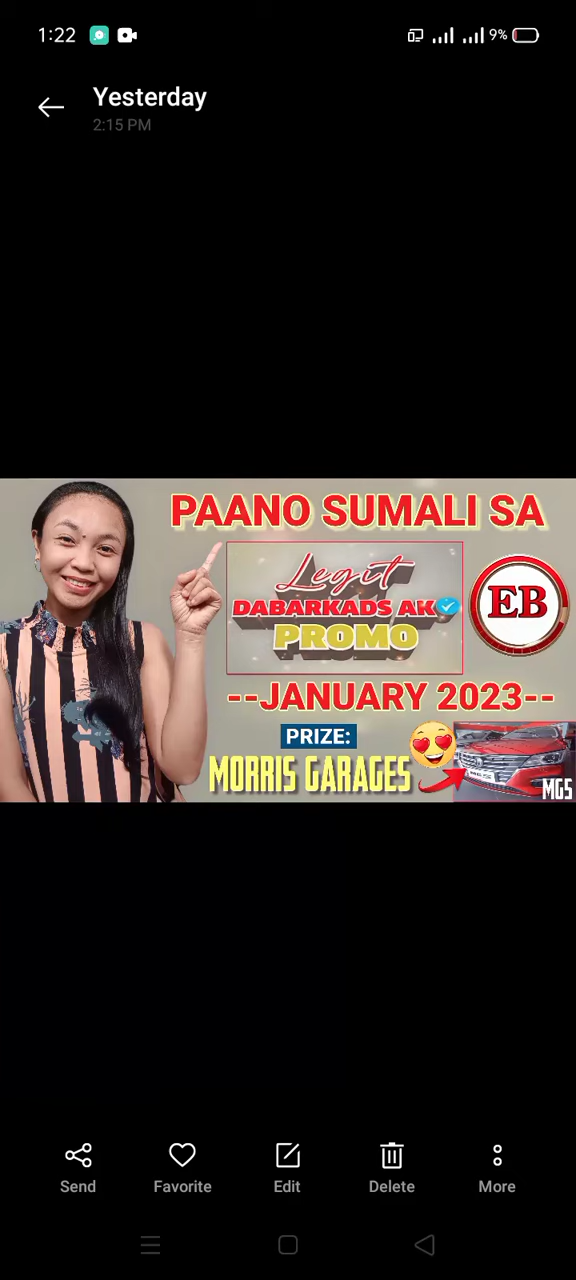 1:22
9%
Yesterday
2:15 PM
PAANO SUMALI SA
Legit
DABARKADS AKO
PROMO
EB
--JANUARY 2023--
PRIZE:
MORRIS GARAGES
MG5
Send
Favorite
Edit
Delete
More